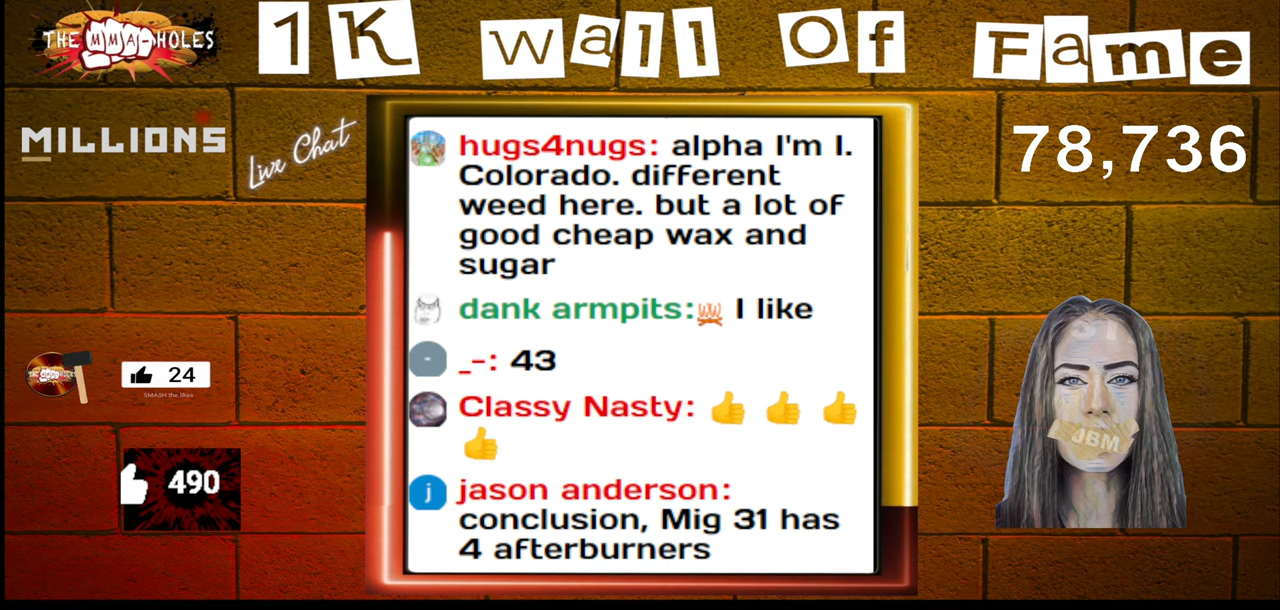 THE MMA-HOLES
1K Wall Of Fame
MILLIONS
Live Chat
78,736
hugs4nugs: alpha I'm I.
Colorado. different
weed here. but a lot of
good cheap wax and
sugar
dank armpits: I like
_-: 43
Classy Nasty: 👍 👍 👍
👍
j jason anderson:
conclusion, Mig 31 has
4 afterburners
24
SMASH the likes
490
JBM